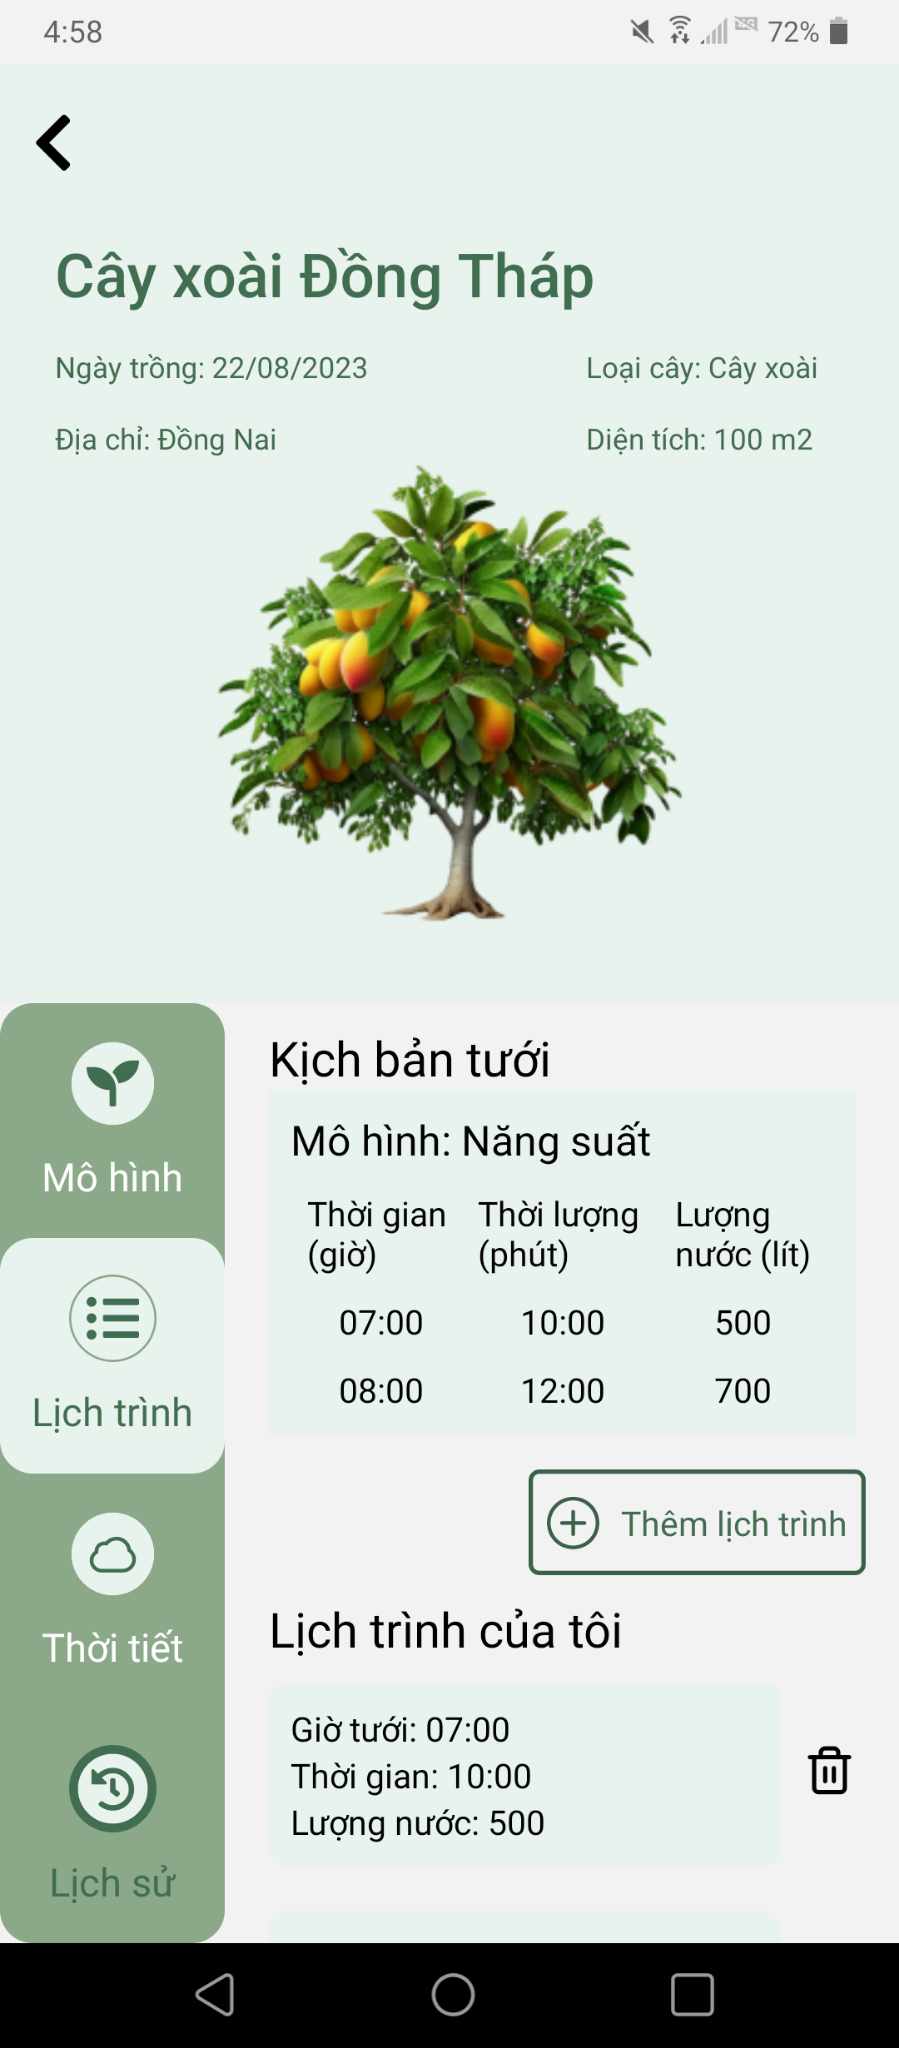 4:58
72%
Cây xoài Đồng Tháp
Ngày trồng: 22/08/2023
Loại cây: Cây xoài
Địa chỉ: Đồng Nai
Diện tích: 100 m2
Mô hình
Lịch trình
Thời tiết
Lịch sử
Kịch bản tưới
Mô hình: Năng suất
Thời gian (giờ)
Thời lượng (phút)
Lượng nước (lít)
07:00 10:00 500
08:00 12:00 700
Thêm lịch trình
Lịch trình của tôi
Giờ tưới: 07:00
Thời gian: 10:00
Lượng nước: 500